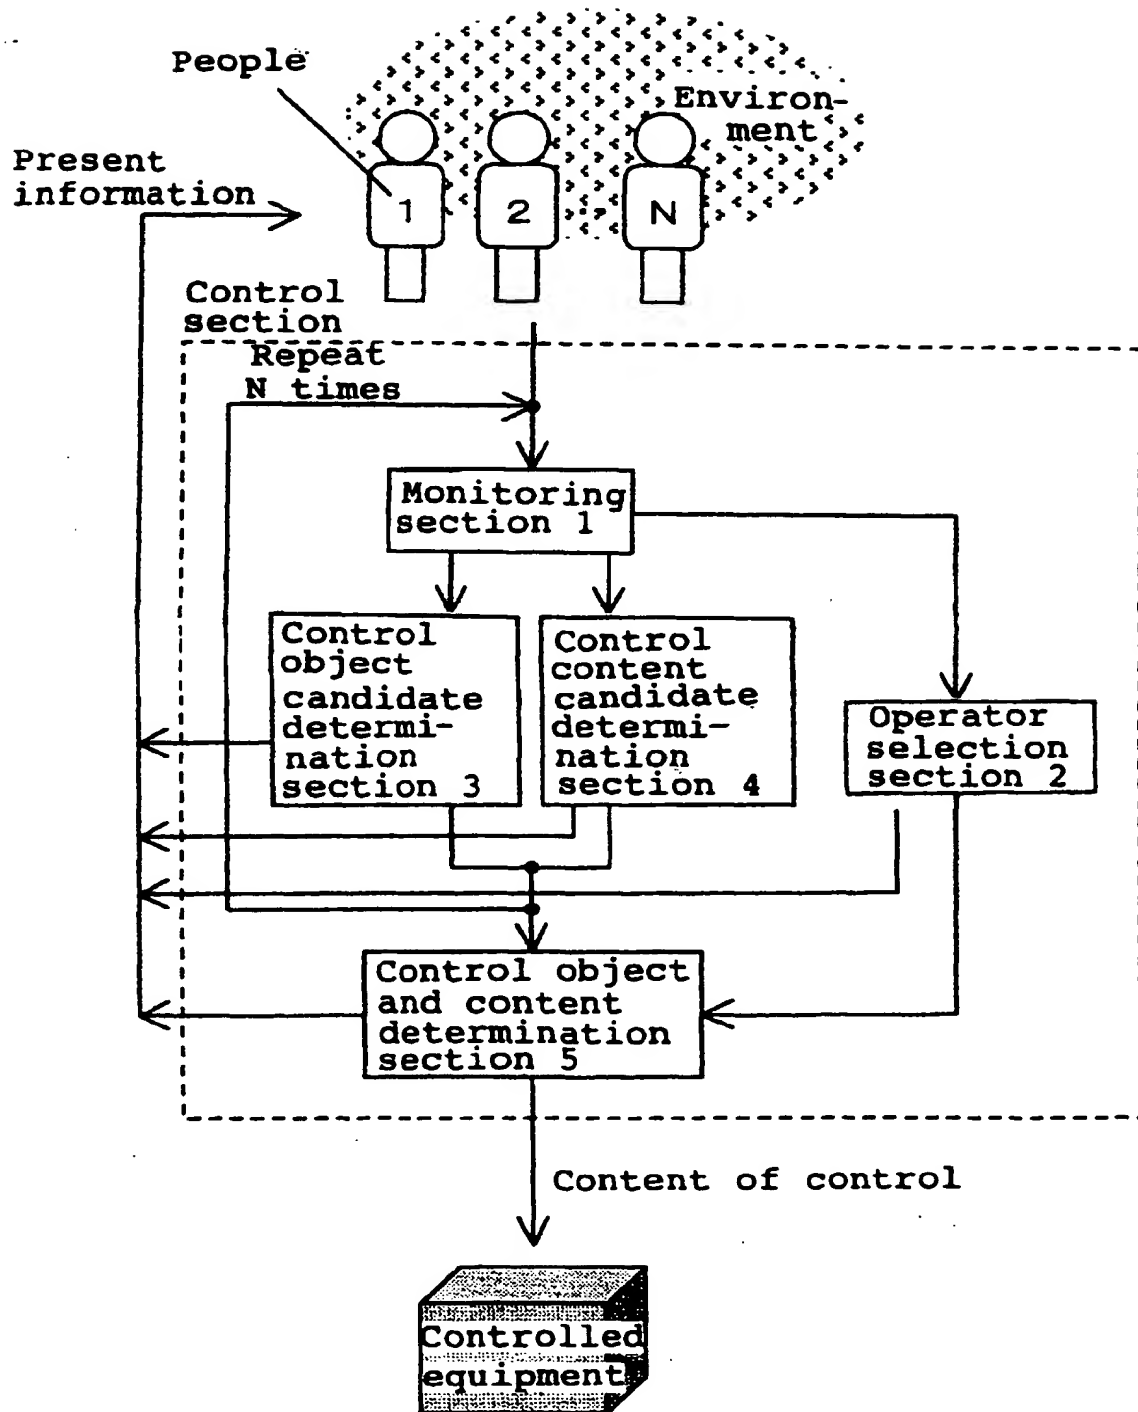 People
Environ-
ment
Present
information
1
2
N
Control
section
Repeat
N times
Monitoring
section 1
Control
object
candidate
determi-
nation
section 3
Control
content
candidate
determi-
nation
section 4
Operator
selection
section 2
Control object
and content
determination
section 5
Content of control
Controlled
equipment